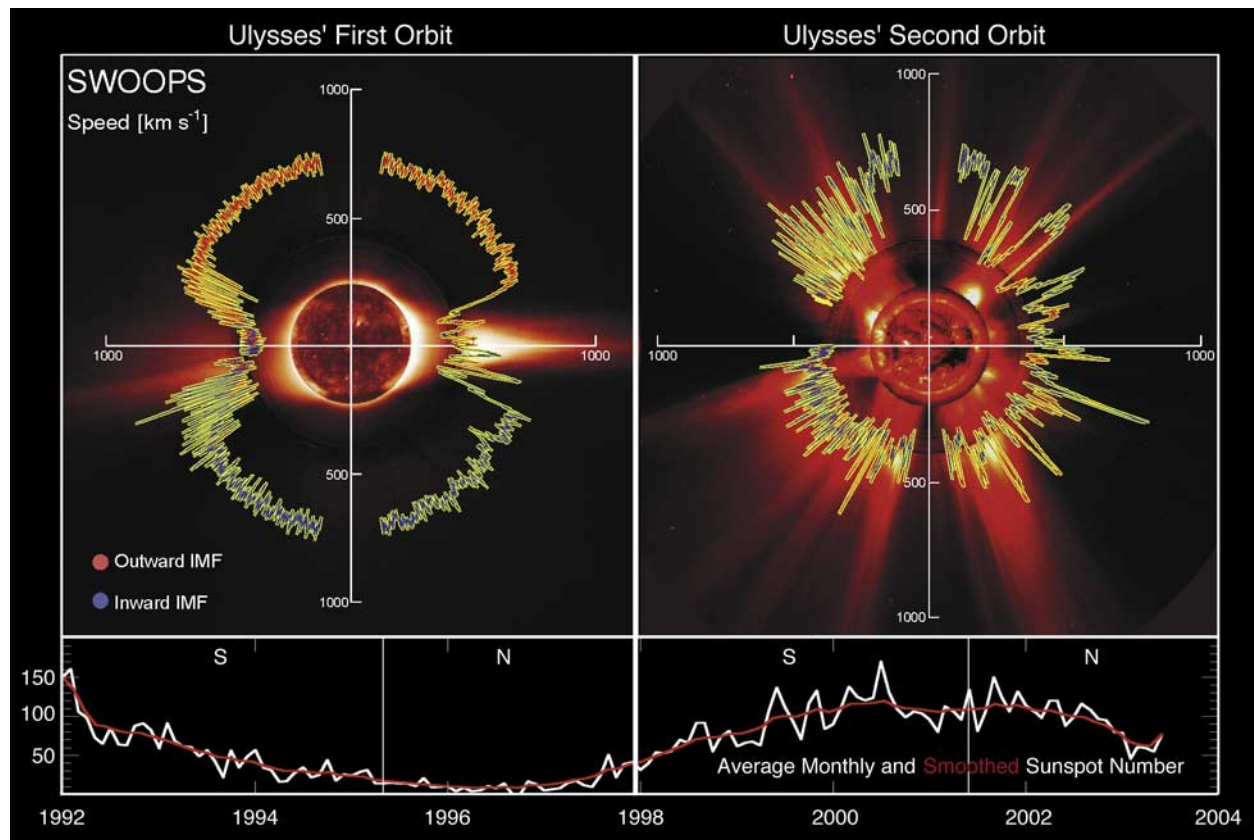 Ulysses' First Orbit
Ulysses' Second Orbit
SWOOPS
Speed [km s-1]
1000
500
1000
1000
500
1000
Outward IMF
Inward IMF
1000
500
1000
1000
500
1000
S
N
S
N
150
100
50
Average Monthly and Smoothed Sunspot Number
1992
1994
1996
1998
2000
2002
2004